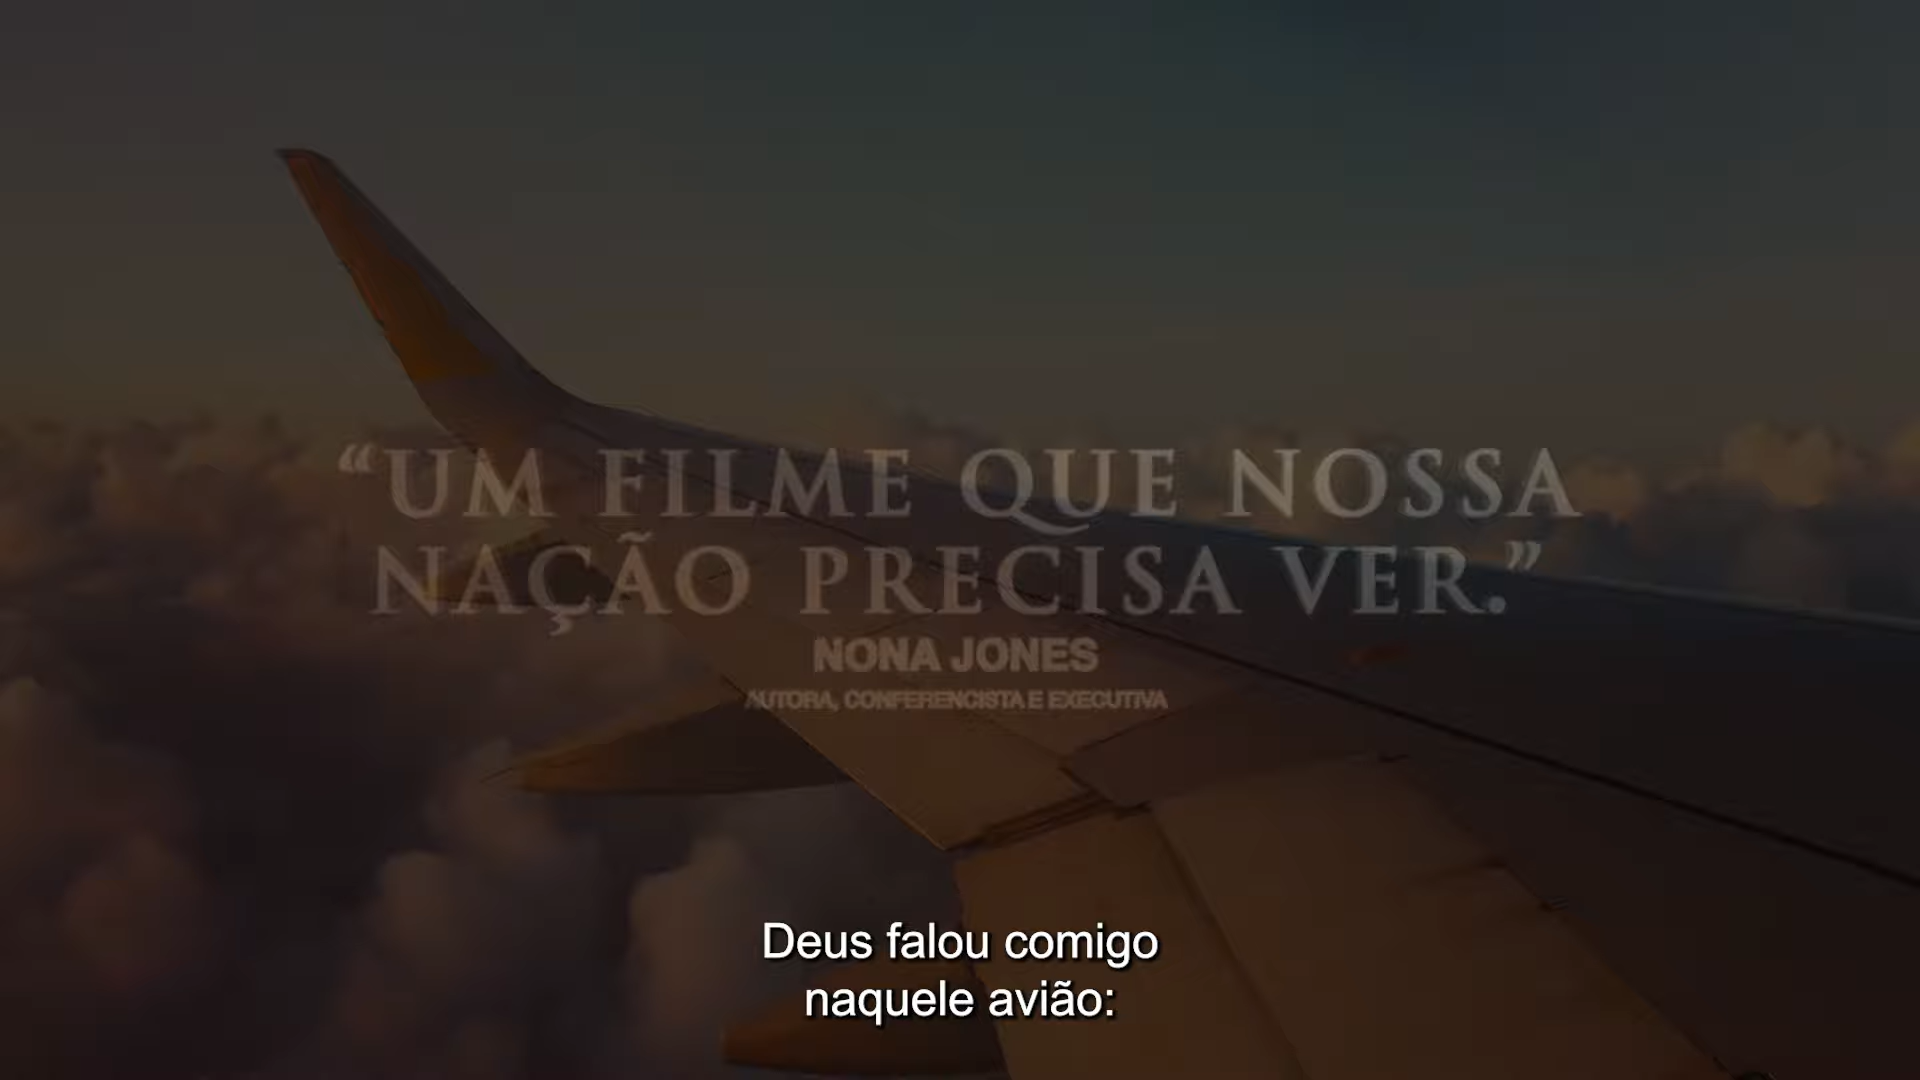 “UM FILME QUE NOSSA
NAÇÃO PRECISA VER.”
NONA JONES
AUTORA, CONFERENCISTA E EXECUTIVA
Deus falou comigo
naquele avião: